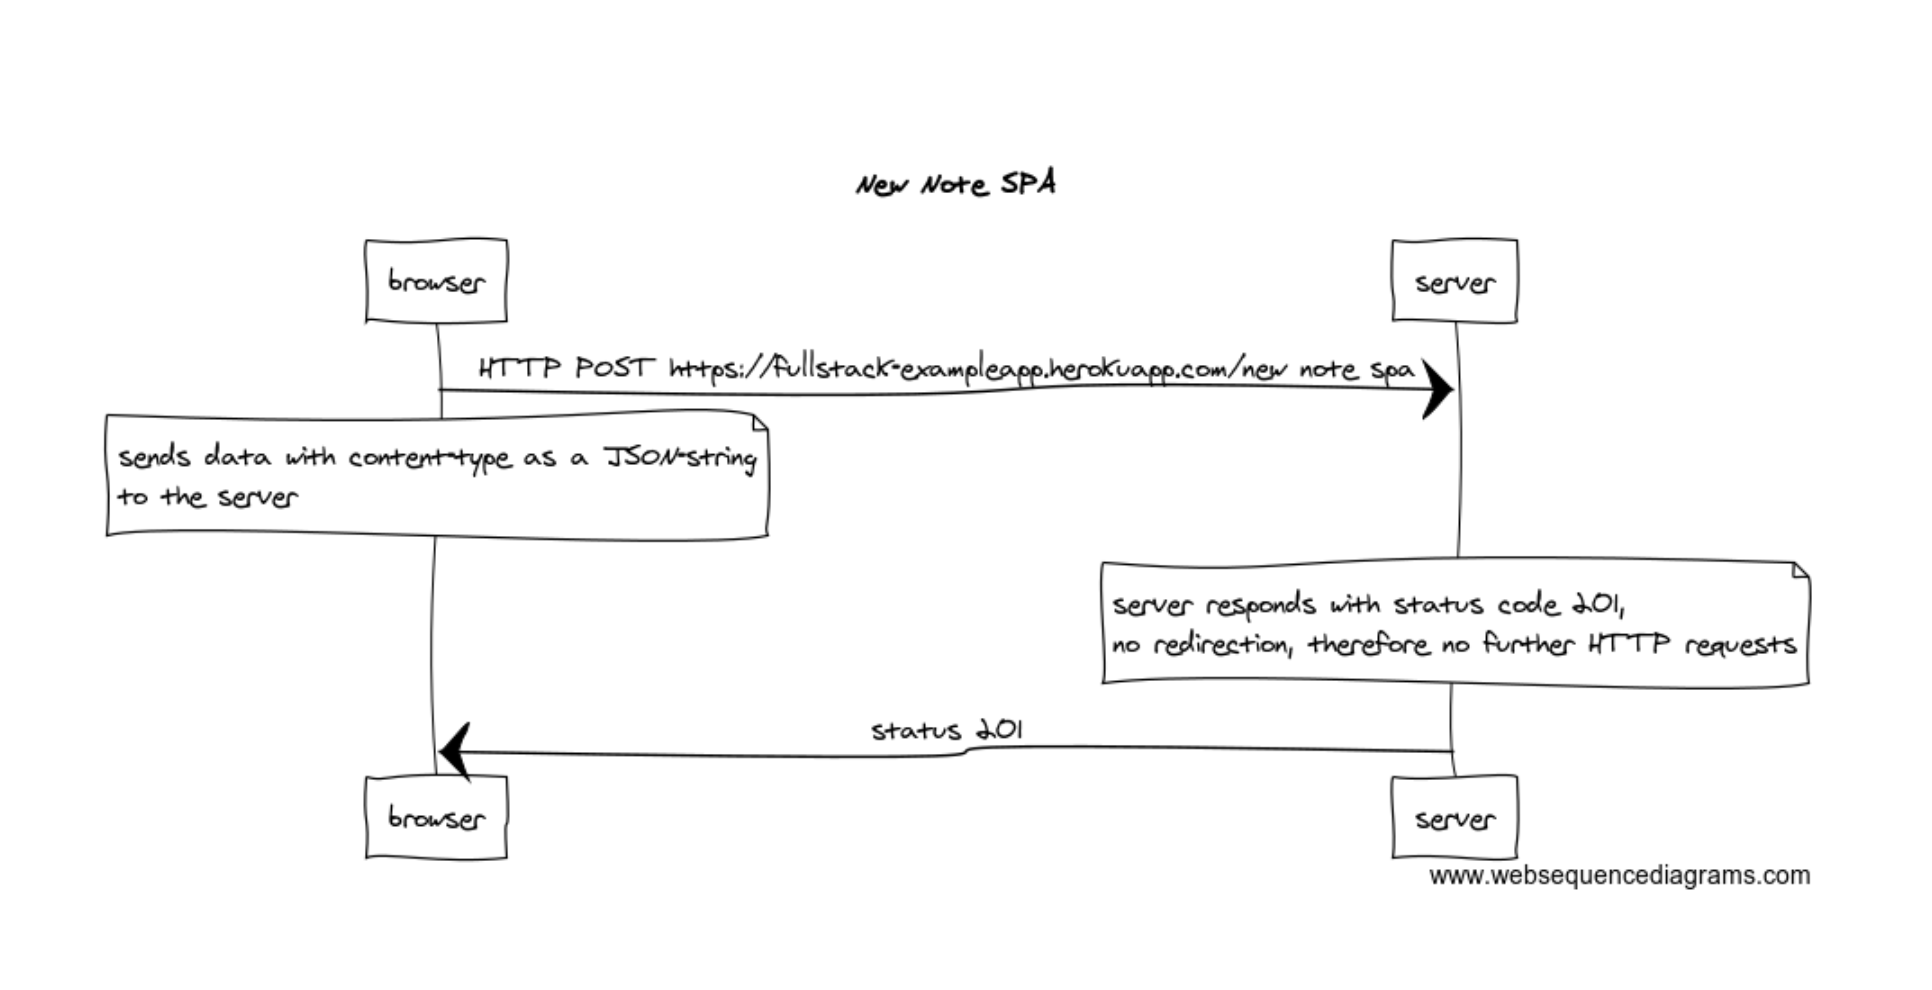 New Note SPA
browser
server
HTTP POST https://fullstack-exampleapp.herokuapp.com/new note spa
sends data with content-type as a JSON-string
to the server
server responds with status code 201,
no redirection, therefore no further HTTP requests
status 201
browser
server
www.websequencediagrams.com